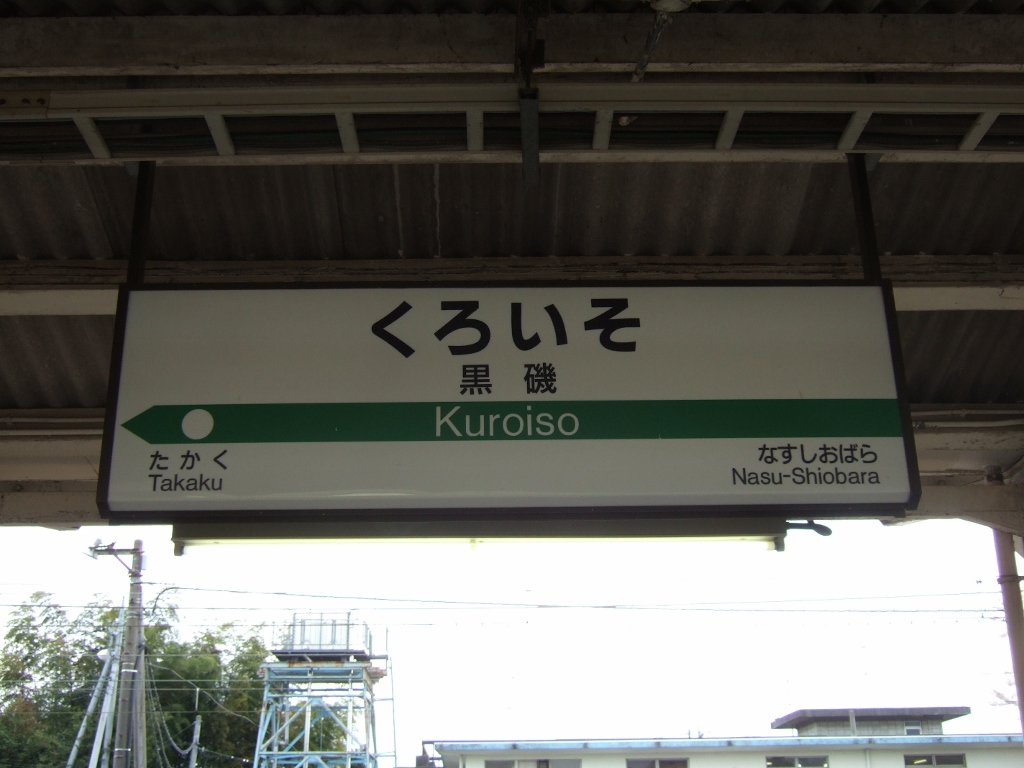 くろいそ
黒磯
Kuroiso
たかく
Takaku
なすしおばら
Nasu-Shiobara